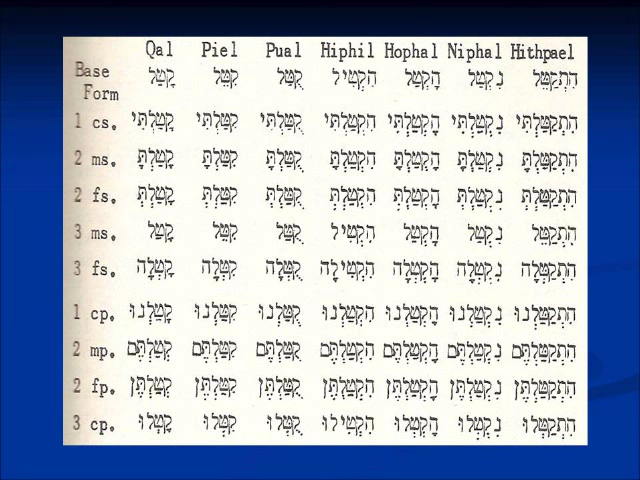 Qal Piel Pual Hiphil Hophal Niphal Hithpael
Base Form קָטַל קִטֵּל קֻטַּל הִקְטִיל הָקְטַל נִקְטַל הִתְקַטֵּל
1 cs. קָטַלְתִּי קִטַּלְתִּי קֻטַּלְתִּי הִקְטַלְתִּי הָקְטַלְתִּי נִקְטַלְתִּי הִתְקַטַּלְתִּי
2 ms. קָטַלְתָּ קִטַּלְתָּ קֻטַּלְתָּ הִקְטַלְתָּ הָקְטַלְתָּ נִקְטַלְתָּ הִתְקַטַּלְתָּ
2 fs. קָטַלְתְּ קִטַּלְתְּ קֻטַּלְתְּ הִקְטַלְתְּ הָקְטַלְתְּ נִקְטַלְתְּ הִתְקַטַּלְתְּ
3 ms. קָטַל קִטֵּל קֻטַּל הִקְטִיל הָקְטַל נִקְטַל הִתְקַטֵּל
3 fs. קָטְלָה קִטְּלָה קֻטְּלָה הִקְטִילָה הָקְטְלָה נִקְטְלָה הִתְקַטְּלָה
1 cp. קָטַלְנוּ קִטַּלְנוּ קֻטַּלְנוּ הִקְטַלְנוּ הָקְטַלְנוּ נִקְטַלְנוּ הִתְקַטַּלְנוּ
2 mp. קְטַלְתֶּם קִטַּלְתֶּם קֻטַּלְתֶּם הִקְטַלְתֶּם הָקְטַלְתֶּם נִקְטַלְתֶּם הִתְקַטַּלְתֶּם
2 fp. קְטַלְתֶּן קִטַּלְתֶּן קֻטַּלְתֶּן הִקְטַלְתֶּן הָקְטַלְתֶּן נִקְטַלְתֶּן הִתְקַטַּלְתֶּן
3 cp. קָטְלוּ קִטְּלוּ קֻטְּלוּ הִקְטִילוּ הָקְטְלוּ נִקְטְלוּ הִתְקַטְּלוּ